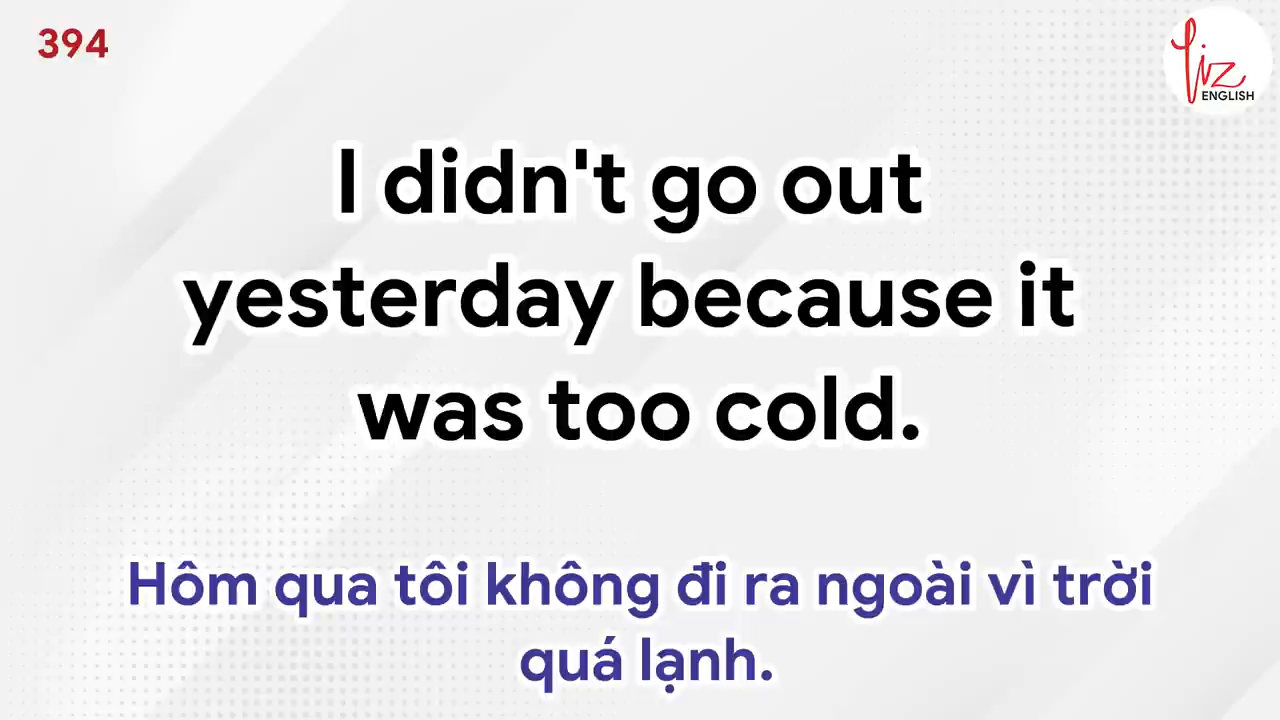 394
Liz
ENGLISH
I didn't go out
yesterday because it
was too cold.
Hôm qua tôi không đi ra ngoài vì trời
quá lạnh.